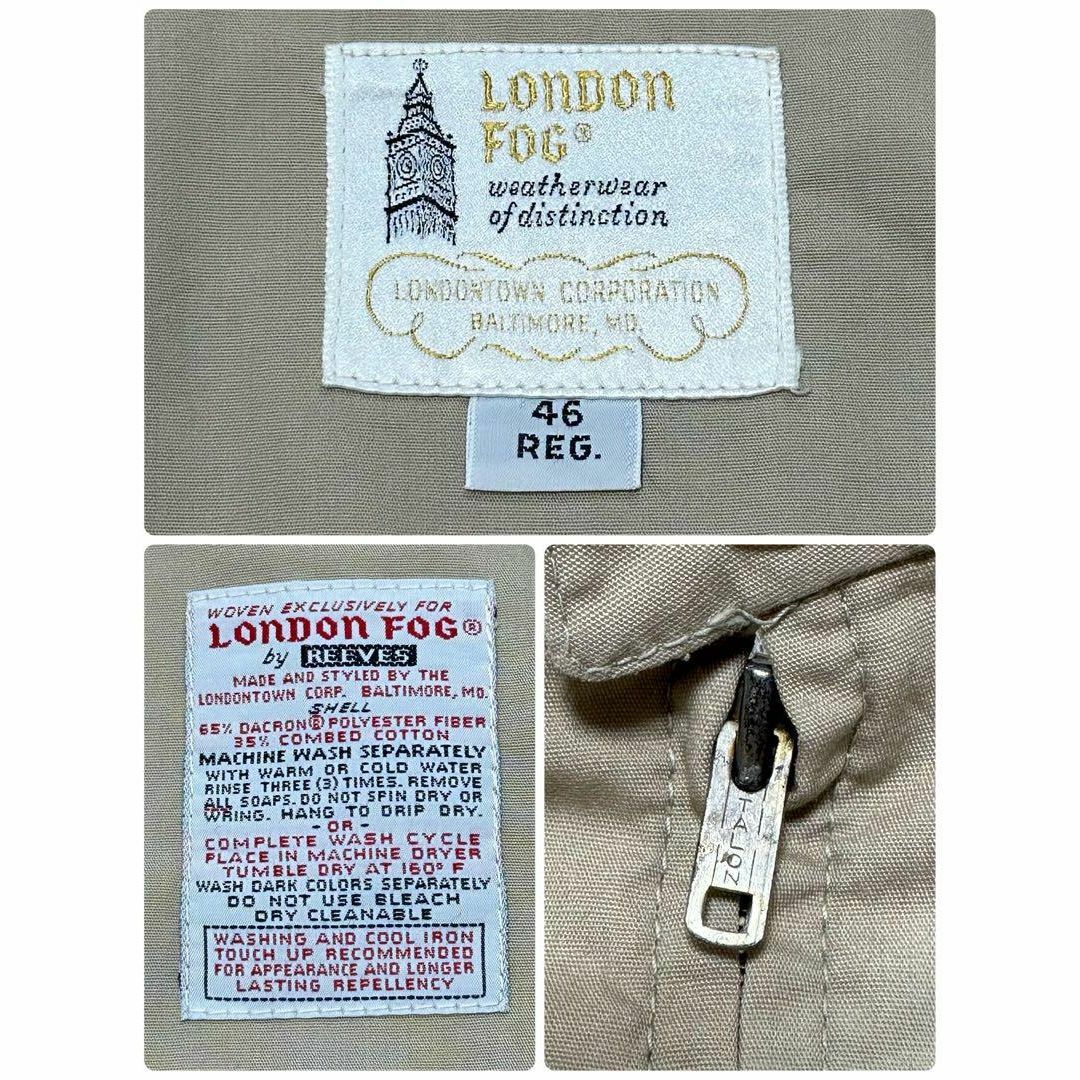 LONDON
FOG®
weatherwear
of distinction
LONDONTOWN CORPORATION
BALTIMORE, MD.
46
REG.
WOVEN EXCLUSIVELY FOR
LONDON FOG®
by REEVES
MADE AND STYLED BY THE
LONDONTOWN CORP. BALTIMORE, MD.
SHELL
65% DACRON® POLYESTER FIBER
35% COMBED COTTON
MACHINE WASH SEPARATELY
WITH WARM OR COLD WATER
RINSE THREE (3) TIMES. REMOVE
ALL SOAPS. DO NOT SPIN DRY OR
WRING. HANG TO DRIP DRY.
-OR-
COMPLETE WASH CYCLE
PLACE IN MACHINE DRYER
TUMBLE DRY AT 160° F
WASH DARK COLORS SEPARATELY
DO NOT USE BLEACH
DRY CLEANABLE
WASHING AND COOL IRON
TOUCH UP RECOMMENDED
FOR APPEARANCE AND LONGER
LASTING REPELLENCY
TALON